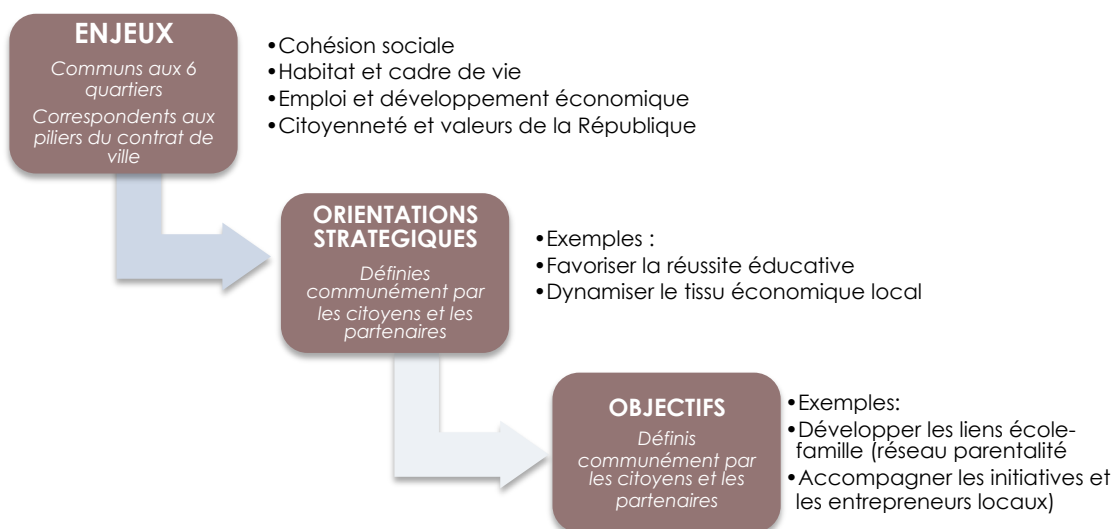 ENJEUX
Communs aux 6
quartiers
Correspondents aux
piliers du contrat de
ville
•Cohésion sociale
•Habitat et cadre de vie
•Emploi et développement économique
•Citoyenneté et valeurs de la République
ORIENTATIONS
STRATEGIQUES
Définies
communément par
les citoyens et les
partenaires
•Exemples :
•Favoriser la réussite éducative
•Dynamiser le tissu économique local
OBJECTIFS
Définis
communément par
les citoyens et les
partenaires
•Exemples:
•Développer les liens école-
famille (réseau parentalité
•Accompagner les initiatives et
les entrepreneurs locaux)